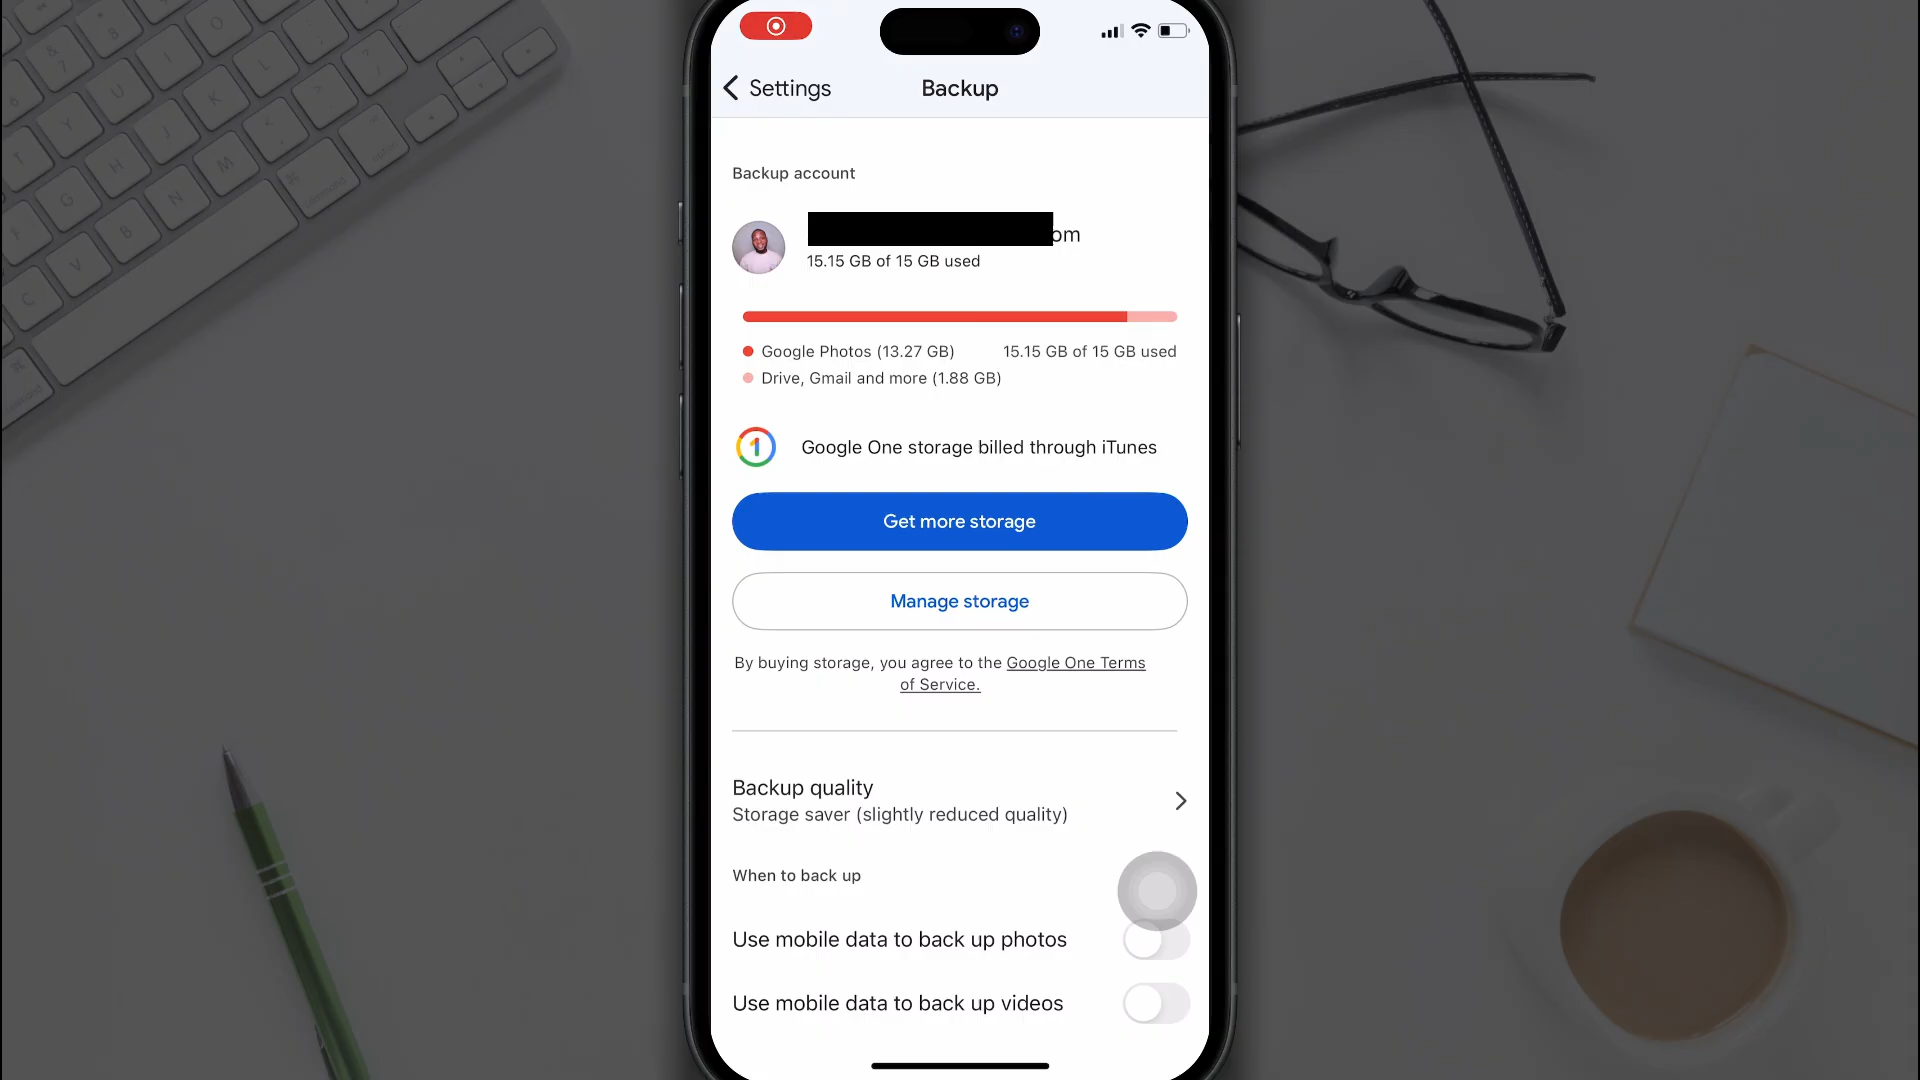 Settings
Backup
Backup account
om
15.15 GB of 15 GB used
Google Photos (13.27 GB)
15.15 GB of 15 GB used
Drive, Gmail and more (1.88 GB)
1
Google One storage billed through iTunes
Get more storage
Manage storage
By buying storage, you agree to the Google One Terms
of Service.
Backup quality
Storage saver (slightly reduced quality)
When to back up
Use mobile data to back up photos
Use mobile data to back up videos